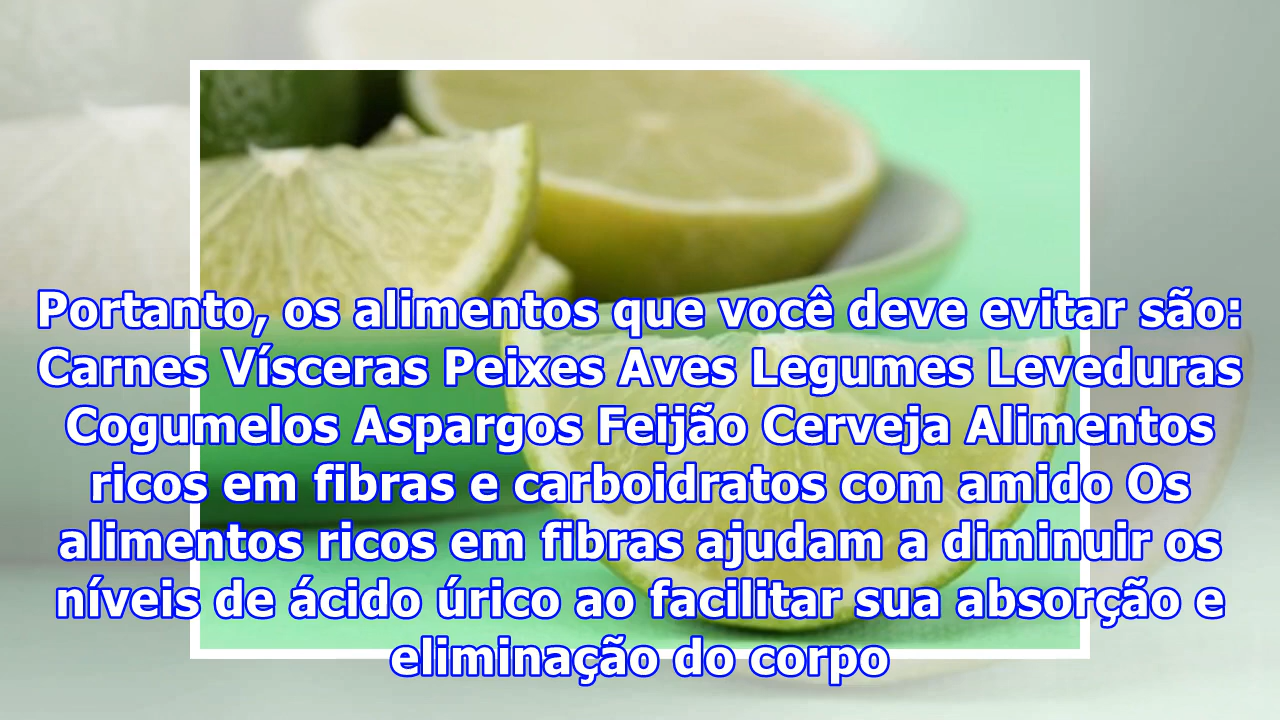 Portanto, os alimentos que você deve evitar são:
Carnes Vísceras Peixes Aves Legumes Leveduras
Cogumelos Aspargos Feijão Cerveja Alimentos
ricos em fibras e carboidratos com amido Os
alimentos ricos em fibras ajudam a diminuir os
níveis de ácido úrico ao facilitar sua absorção e
eliminação do corpo